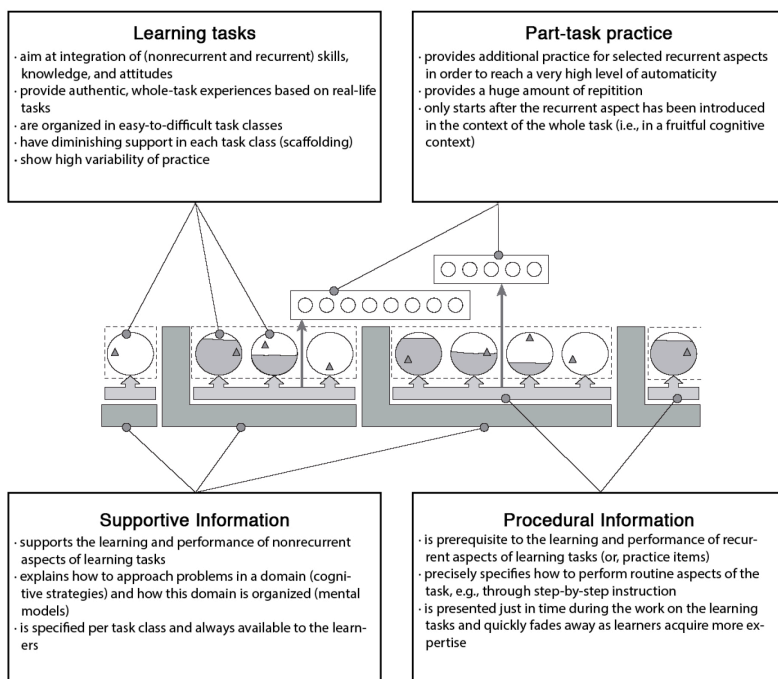 Learning tasks
· aim at integration of (nonrecurrent and recurrent) skills,
knowledge, and attitudes
· provide authentic, whole-task experiences based on real-life
tasks
· are organized in easy-to-difficult task classes
· have diminishing support in each task class (scaffolding)
· show high variability of practice
Part-task practice
· provides additional practice for selected recurrent aspects
in order to reach a very high level of automaticity
· provides a huge amount of repitition
· only starts after the recurrent aspect has been introduced
in the context of the whole task (i.e., in a fruitful cognitive
context)
Supportive Information
· supports the learning and performance of nonrecurrent
aspects of learning tasks
· explains how to approach problems in a domain (cogni-
tive strategies) and how this domain is organized (mental
models)
· is specified per task class and always available to the learn-
ers
Procedural Information
· is prerequisite to the learning and performance of recur-
rent aspects of learning tasks (or, practice items)
· precisely specifies how to perform routine aspects of the
task, e.g., through step-by-step instruction
· is presented just in time during the work on the learning
tasks and quickly fades away as learners acquire more ex-
pertise